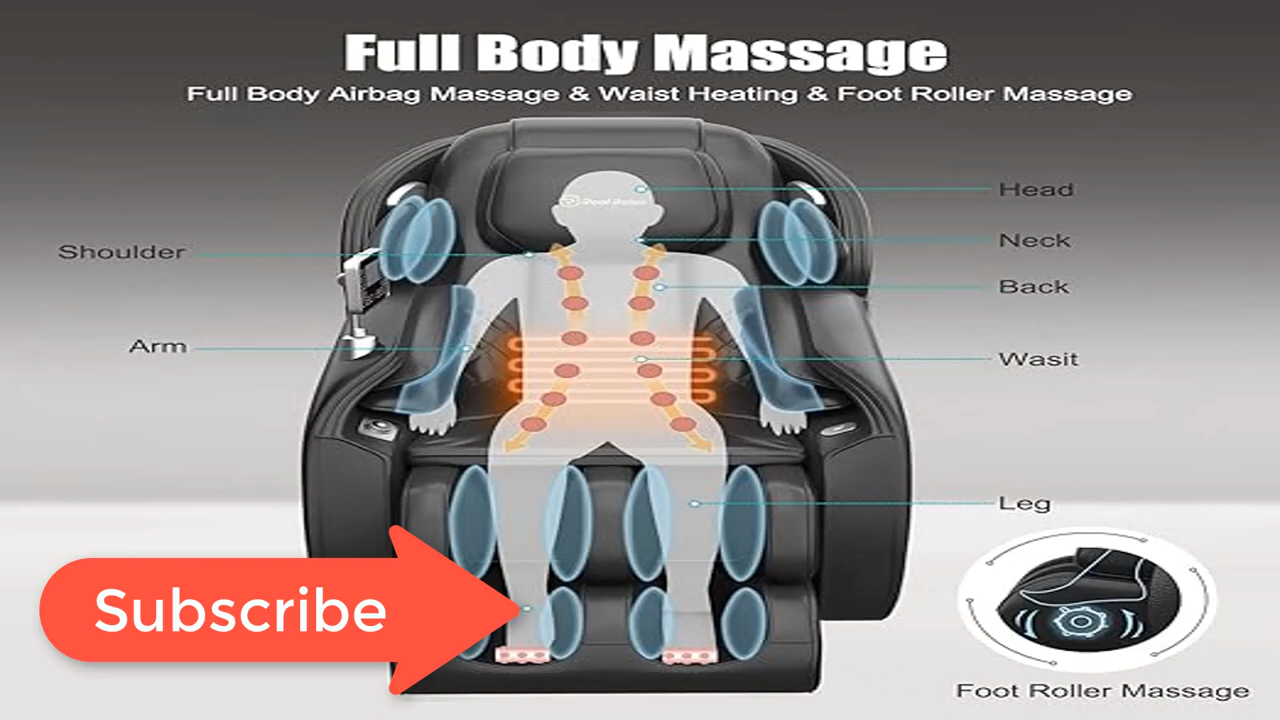 Full Body Massage
Full Body Airbag Massage & Waist Heating & Foot Roller Massage
Head
Neck
Shoulder
Back
Arm
Wasit
Leg
Subscribe
Foot Roller Massage